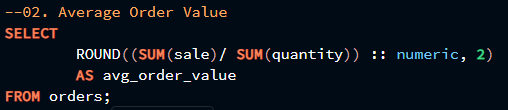 --02. Average Order Value
SELECT
ROUND((SUM(sale)/ SUM(quantity)) :: numeric, 2)
AS avg_order_value
FROM orders;